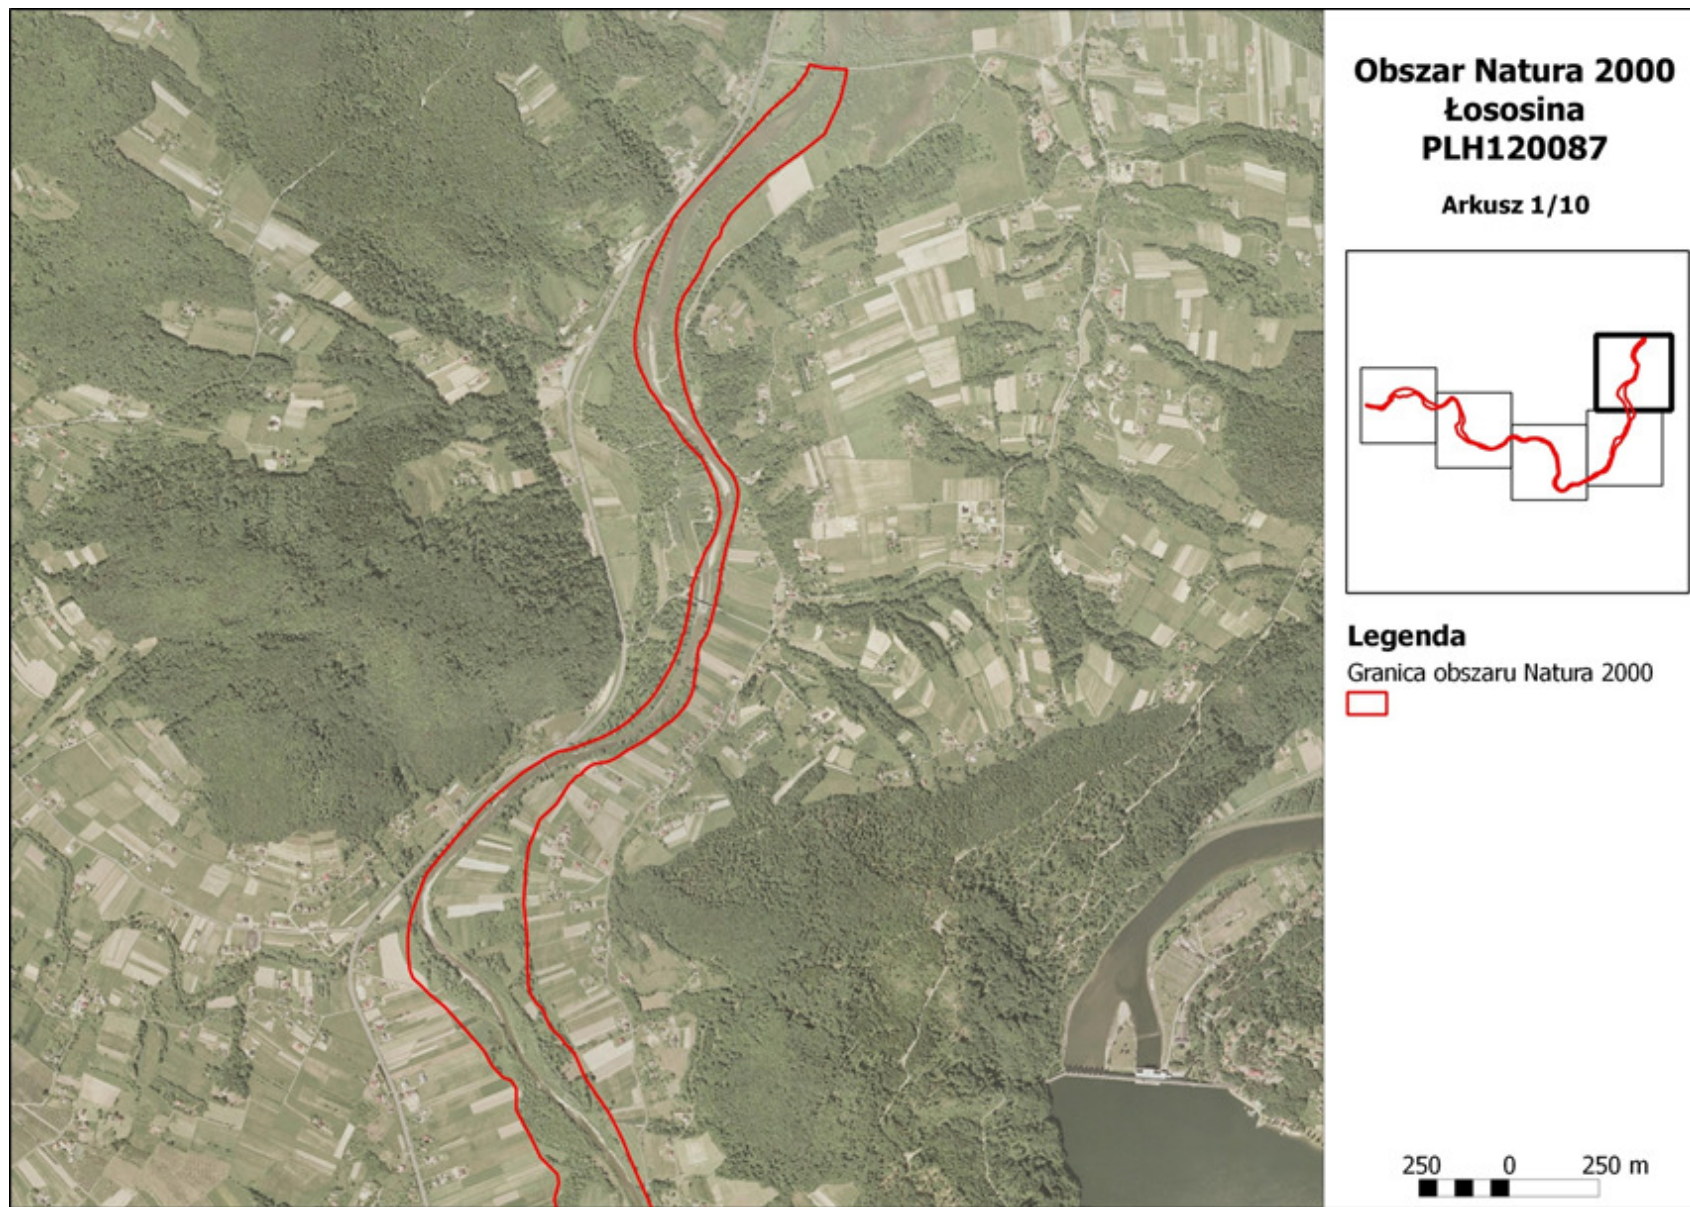 Obszar Natura 2000
Łososina
PLH120087
Arkusz 1/10
Legenda
Granica obszaru Natura 2000
250 0 250 m